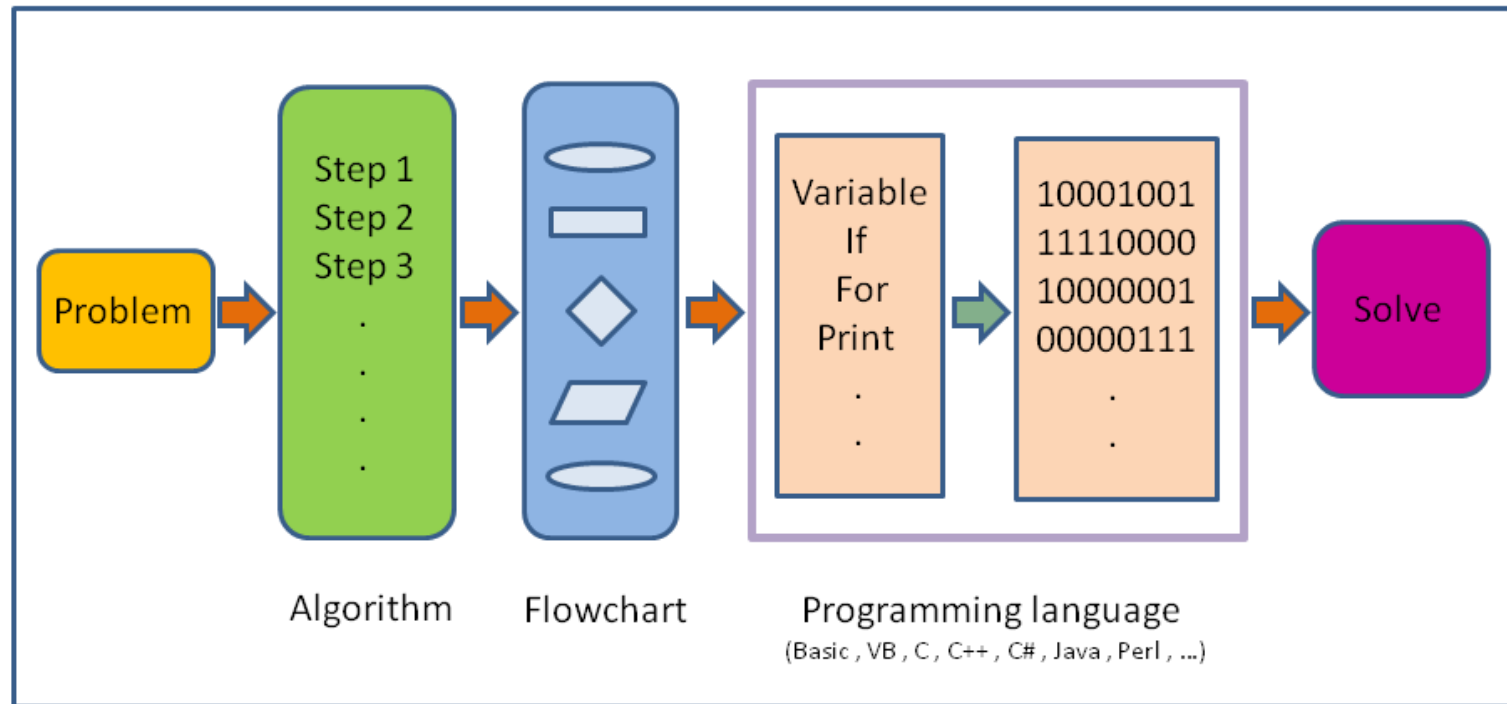 Problem
Step 1
Step 2
Step 3
.
.
.
.
Algorithm
Flowchart
Variable
If
For
Print
.
.
10001001
11110000
10000001
00000111
.
.
Programming language
(Basic , VB , C , C++ , C# , Java , Perl , ...)
Solve